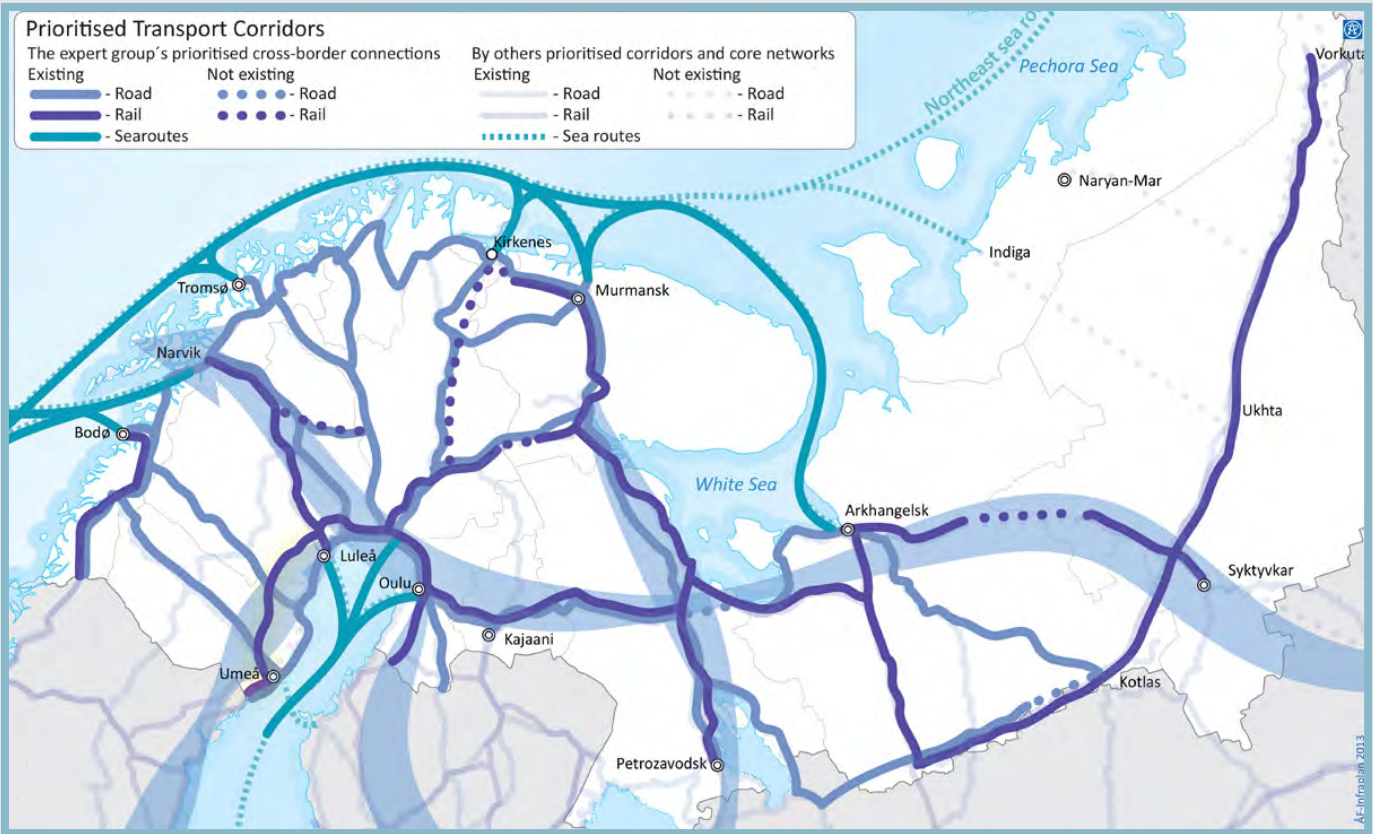 Prioritised Transport Corridors
The expert group´s prioritised cross-border connections
By others prioritised corridors and core networks
Existing
Not existing
Existing
Not existing
- Road
- Road
- Road
- Road
- Rail
- Rail
- Rail
- Rail
- Searoutes
- Sea routes
Northeast sea ro
Pechora Sea
Vorkuta
Naryan-Mar
Kirkenes
Indiga
Tromsø
Murmansk
Narvik
Ukhta
Bodø
White Sea
Arkhangelsk
Luleå
Oulu
Syktyvkar
Kajaani
Umeå
Kotlas
Petrozavodsk
ÅF-Infraplan 2013